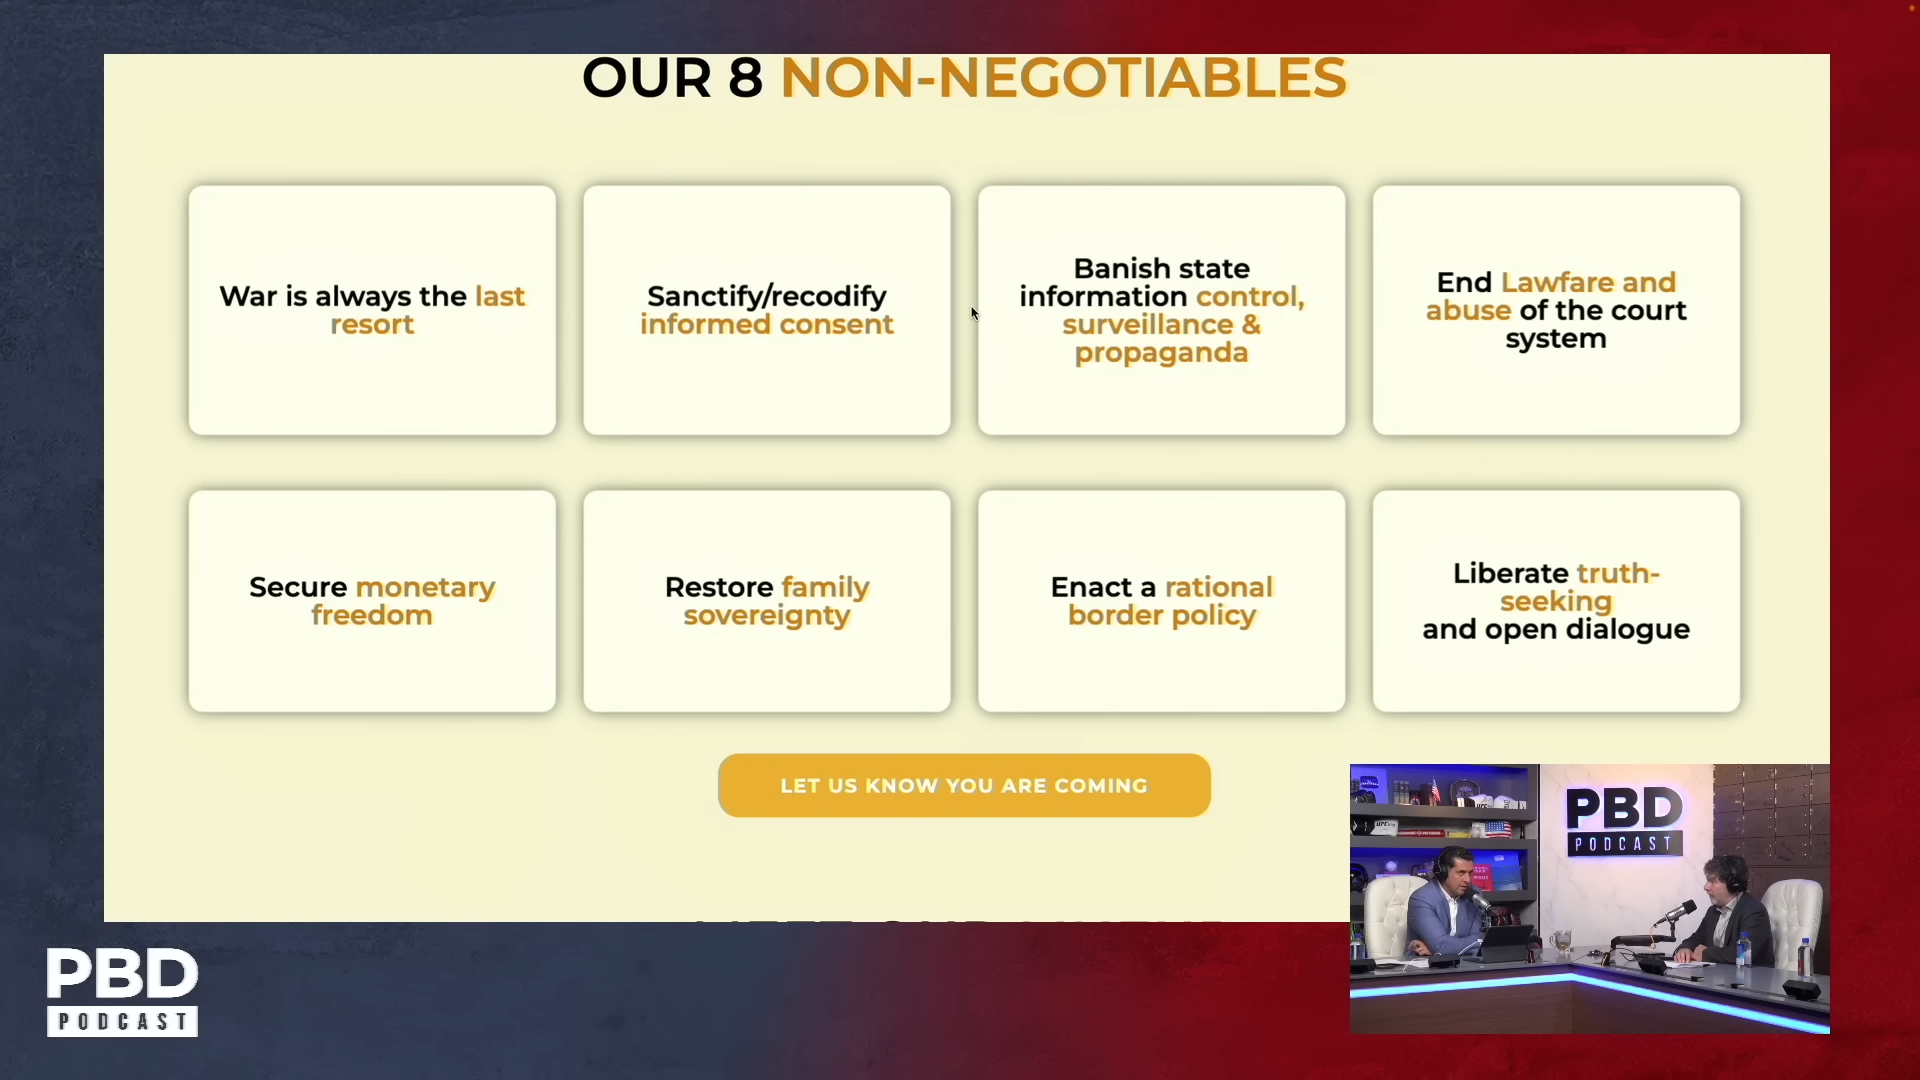 OUR 8 NON-NEGOTIABLES
War is always the last
resort
Sanctify/recodify
informed consent
Banish state
information control,
surveillance &
propaganda
End Lawfare and
abuse of the court
system
Secure monetary
freedom
Restore family
sovereignty
Enact a rational
border policy
Liberate truth-
seeking
and open dialogue
LET US KNOW YOU ARE COMING
PBD
PODCAST
PBD
PODCAST